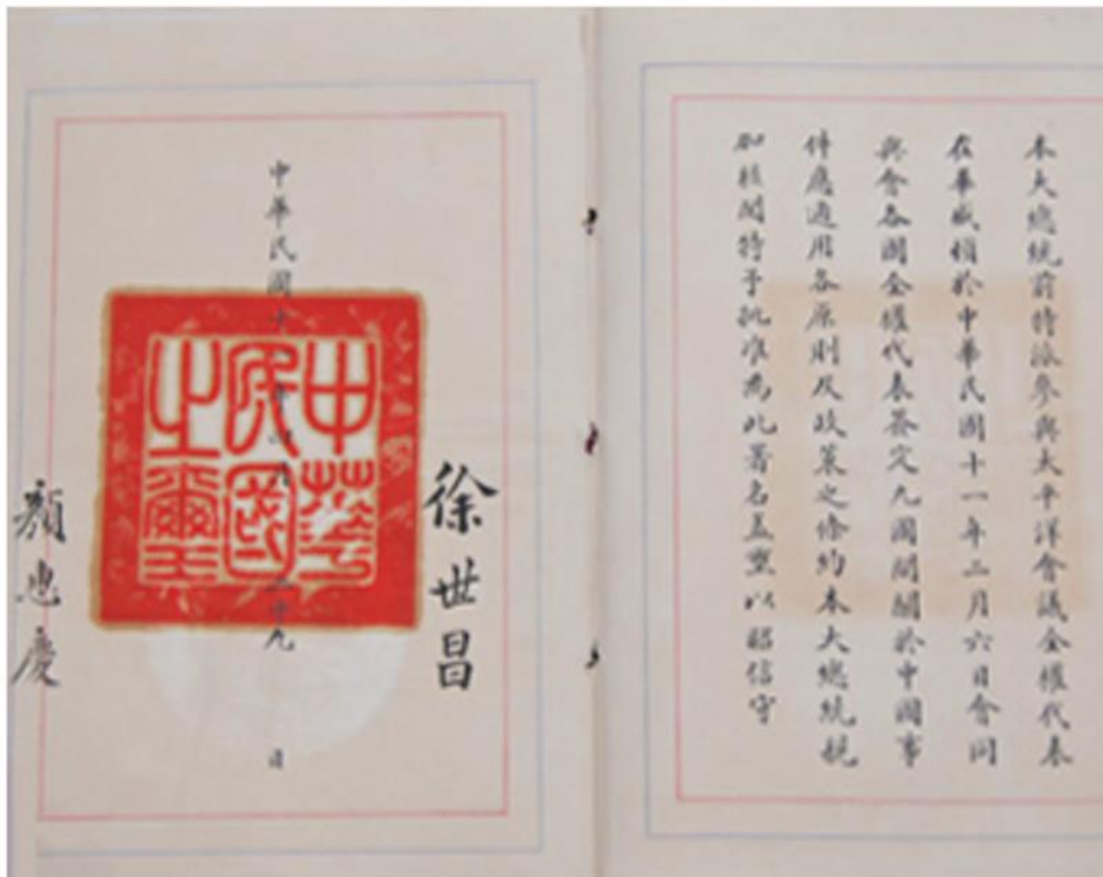 本大總統前特派參與太平洋會議全權代表
在華盛頓於中華民國十一年二月六日會同
與會各國全權代表簽定九國間關於中國事
件應適用各原則及政策之條約本大總統親
加核閱特予批准為此署名蓋璽以昭信守
徐世昌
中華民國之璽
中華民國十年四月二十九日
顏惠慶